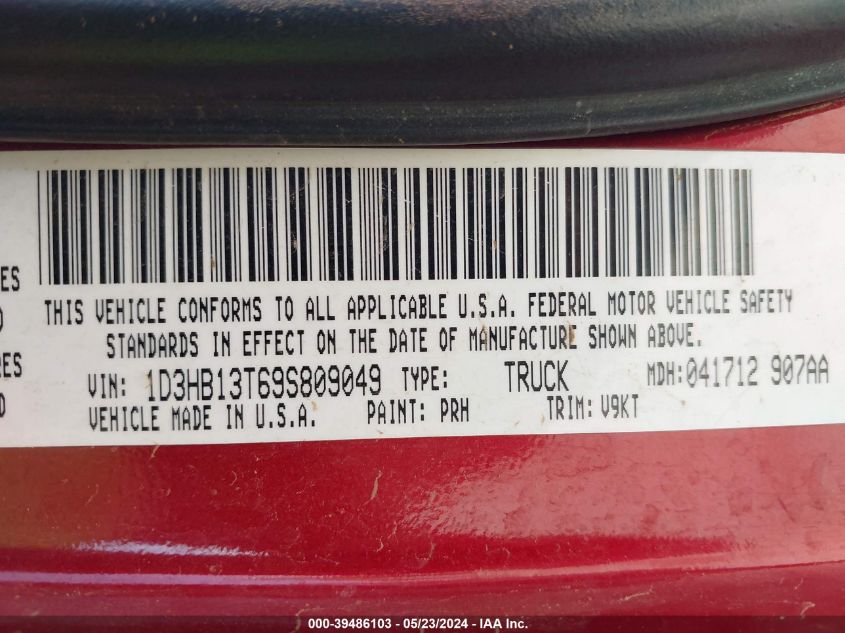 ES
THIS VEHICLE CONFORMS TO ALL APPLICABLE U.S.A. FEDERAL MOTOR VEHICLE SAFETY
STANDARDS IN EFFECT ON THE DATE OF MANUFACTURE SHOWN ABOVE.
RES
VIN: 1D3HB13T69S809049 TYPE: TRUCK MDH: 041712 907AA
D
VEHICLE MADE IN U.S.A. PAINT: PRH TRIM: V9KT
000-39486103 - 05/23/2024 - IAA Inc.